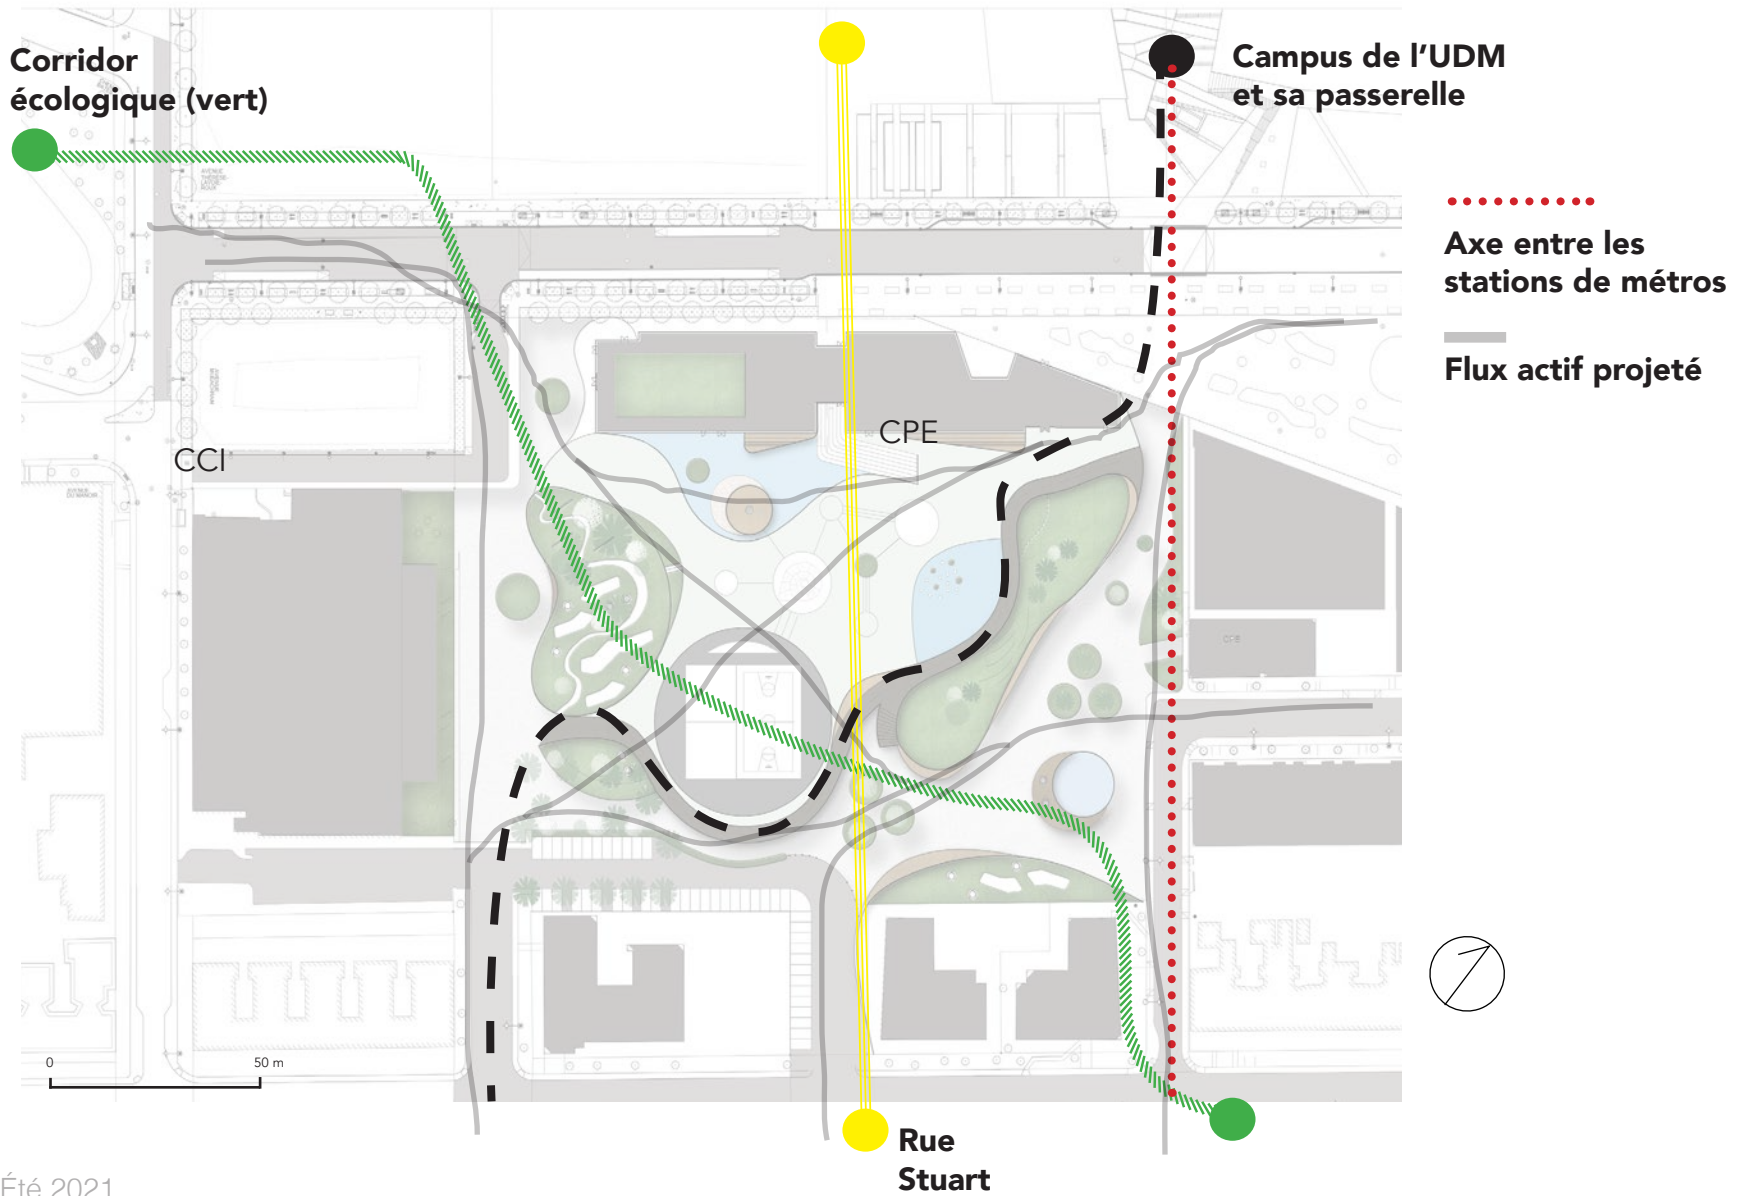 Corridor
écologique (vert)
Campus de l'UDM
et sa passerelle
Axe entre les
stations de métros
Flux actif projeté
CPE
CCI
CPE
0
50 m
Rue
Stuart
Été 2021